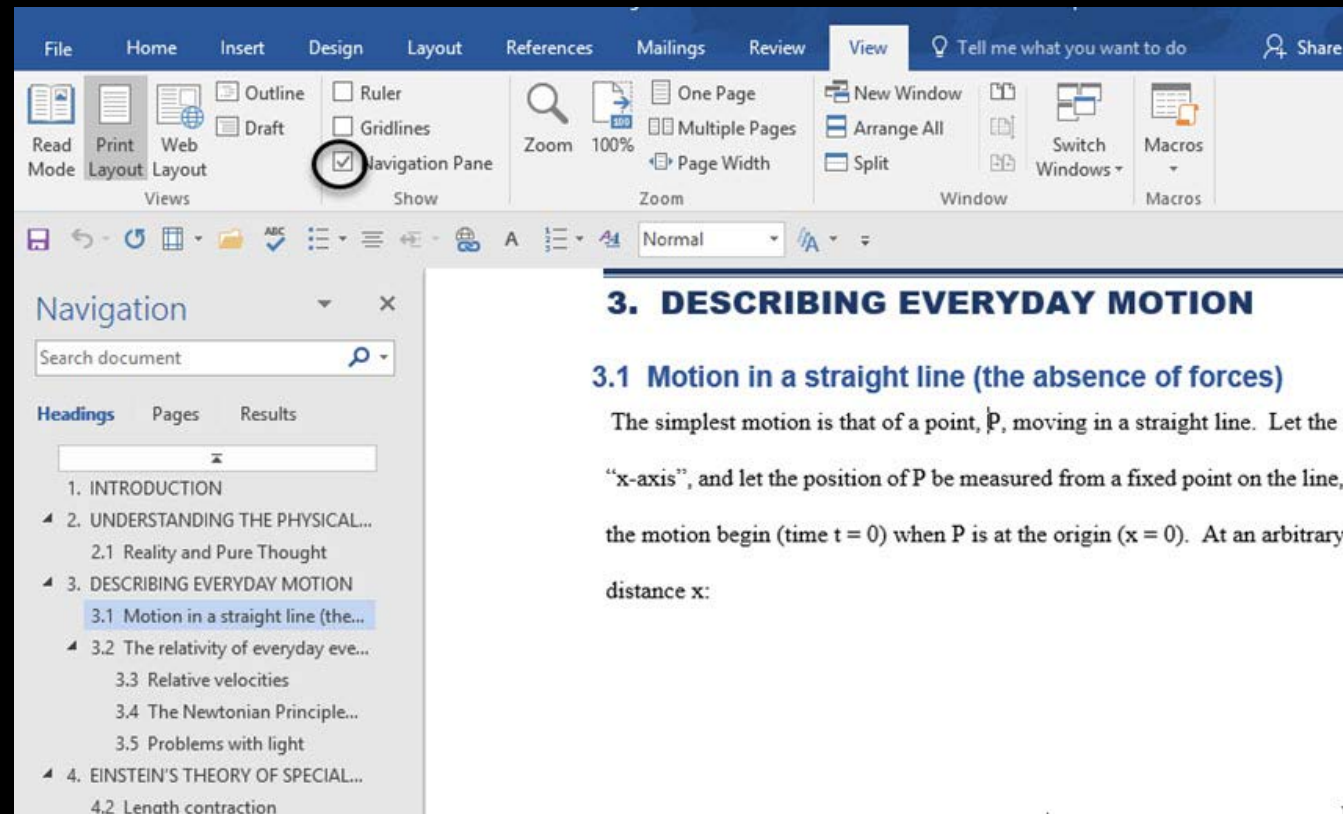 File Home Insert Design Layout References Mailings Review View Tell me what you want to do Share
Read Mode
Print Layout
Web Layout
Outline
Draft
Views
Ruler
Gridlines
Navigation Pane
Show
Zoom
100%
One Page
Multiple Pages
Page Width
Zoom
New Window
Arrange All
Split
Switch Windows
Window
Macros
Macros
ABC
A
Normal
Navigation
Search document
Headings Pages Results
1. INTRODUCTION
2. UNDERSTANDING THE PHYSICAL...
2.1 Reality and Pure Thought
3. DESCRIBING EVERYDAY MOTION
3.1 Motion in a straight line (the...
3.2 The relativity of everyday eve...
3.3 Relative velocities
3.4 The Newtonian Principle...
3.5 Problems with light
4. EINSTEIN'S THEORY OF SPECIAL...
4.2 Length contraction
3. DESCRIBING EVERYDAY MOTION
3.1 Motion in a straight line (the absence of forces)
The simplest motion is that of a point, P, moving in a straight line. Let the
“x-axis”, and let the position of P be measured from a fixed point on the line,
the motion begin (time t = 0) when P is at the origin (x = 0). At an arbitrary
distance x: